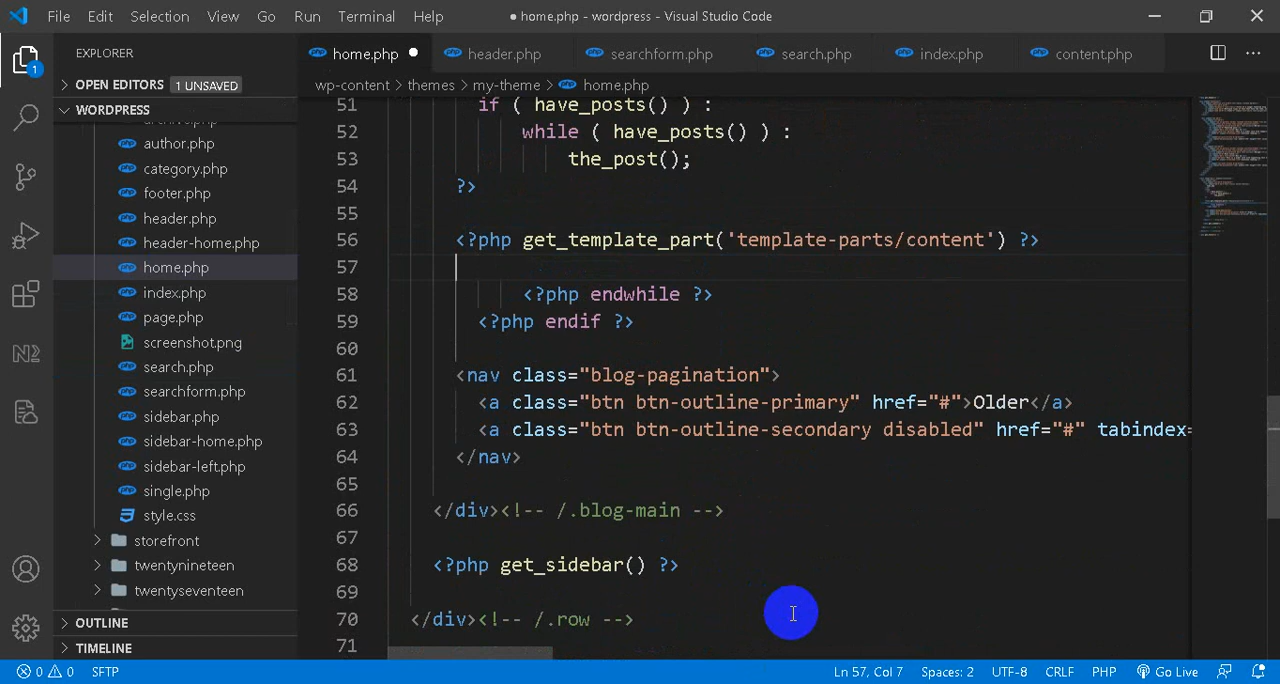 File Edit Selection View Go Run Terminal Help ● home.php - wordpress - Visual Studio Code
EXPLORER
OPEN EDITORS 1 UNSAVED
WORDPRESS
archive.php
author.php
category.php
footer.php
header.php
header-home.php
home.php
index.php
page.php
screenshot.png
search.php
searchform.php
sidebar.php
sidebar-home.php
sidebar-left.php
single.php
style.css
storefront
twentynineteen
twentyseventeen
OUTLINE
TIMELINE
1
home.php ● header.php searchform.php search.php index.php content.php
wp-content > themes > my-theme > home.php
51 if ( have_posts() ) :
52 while ( have_posts() ) :
53 the_post();
54 ?>
55
56 <?php get_template_part('template-parts/content') ?>
57
58 <?php endwhile ?>
59 <?php endif ?>
60
61 <nav class="blog-pagination">
62 <a class="btn btn-outline-primary" href="#">Older</a>
63 <a class="btn btn-outline-secondary disabled" href="#" tabindex=
64 </nav>
65
66 </div><!-- /.blog-main -->
67
68 <?php get_sidebar() ?>
69
70 </div><!-- /.row -->
71
0 0 SFTP Ln 57, Col 7 Spaces: 2 UTF-8 CRLF PHP Go Live